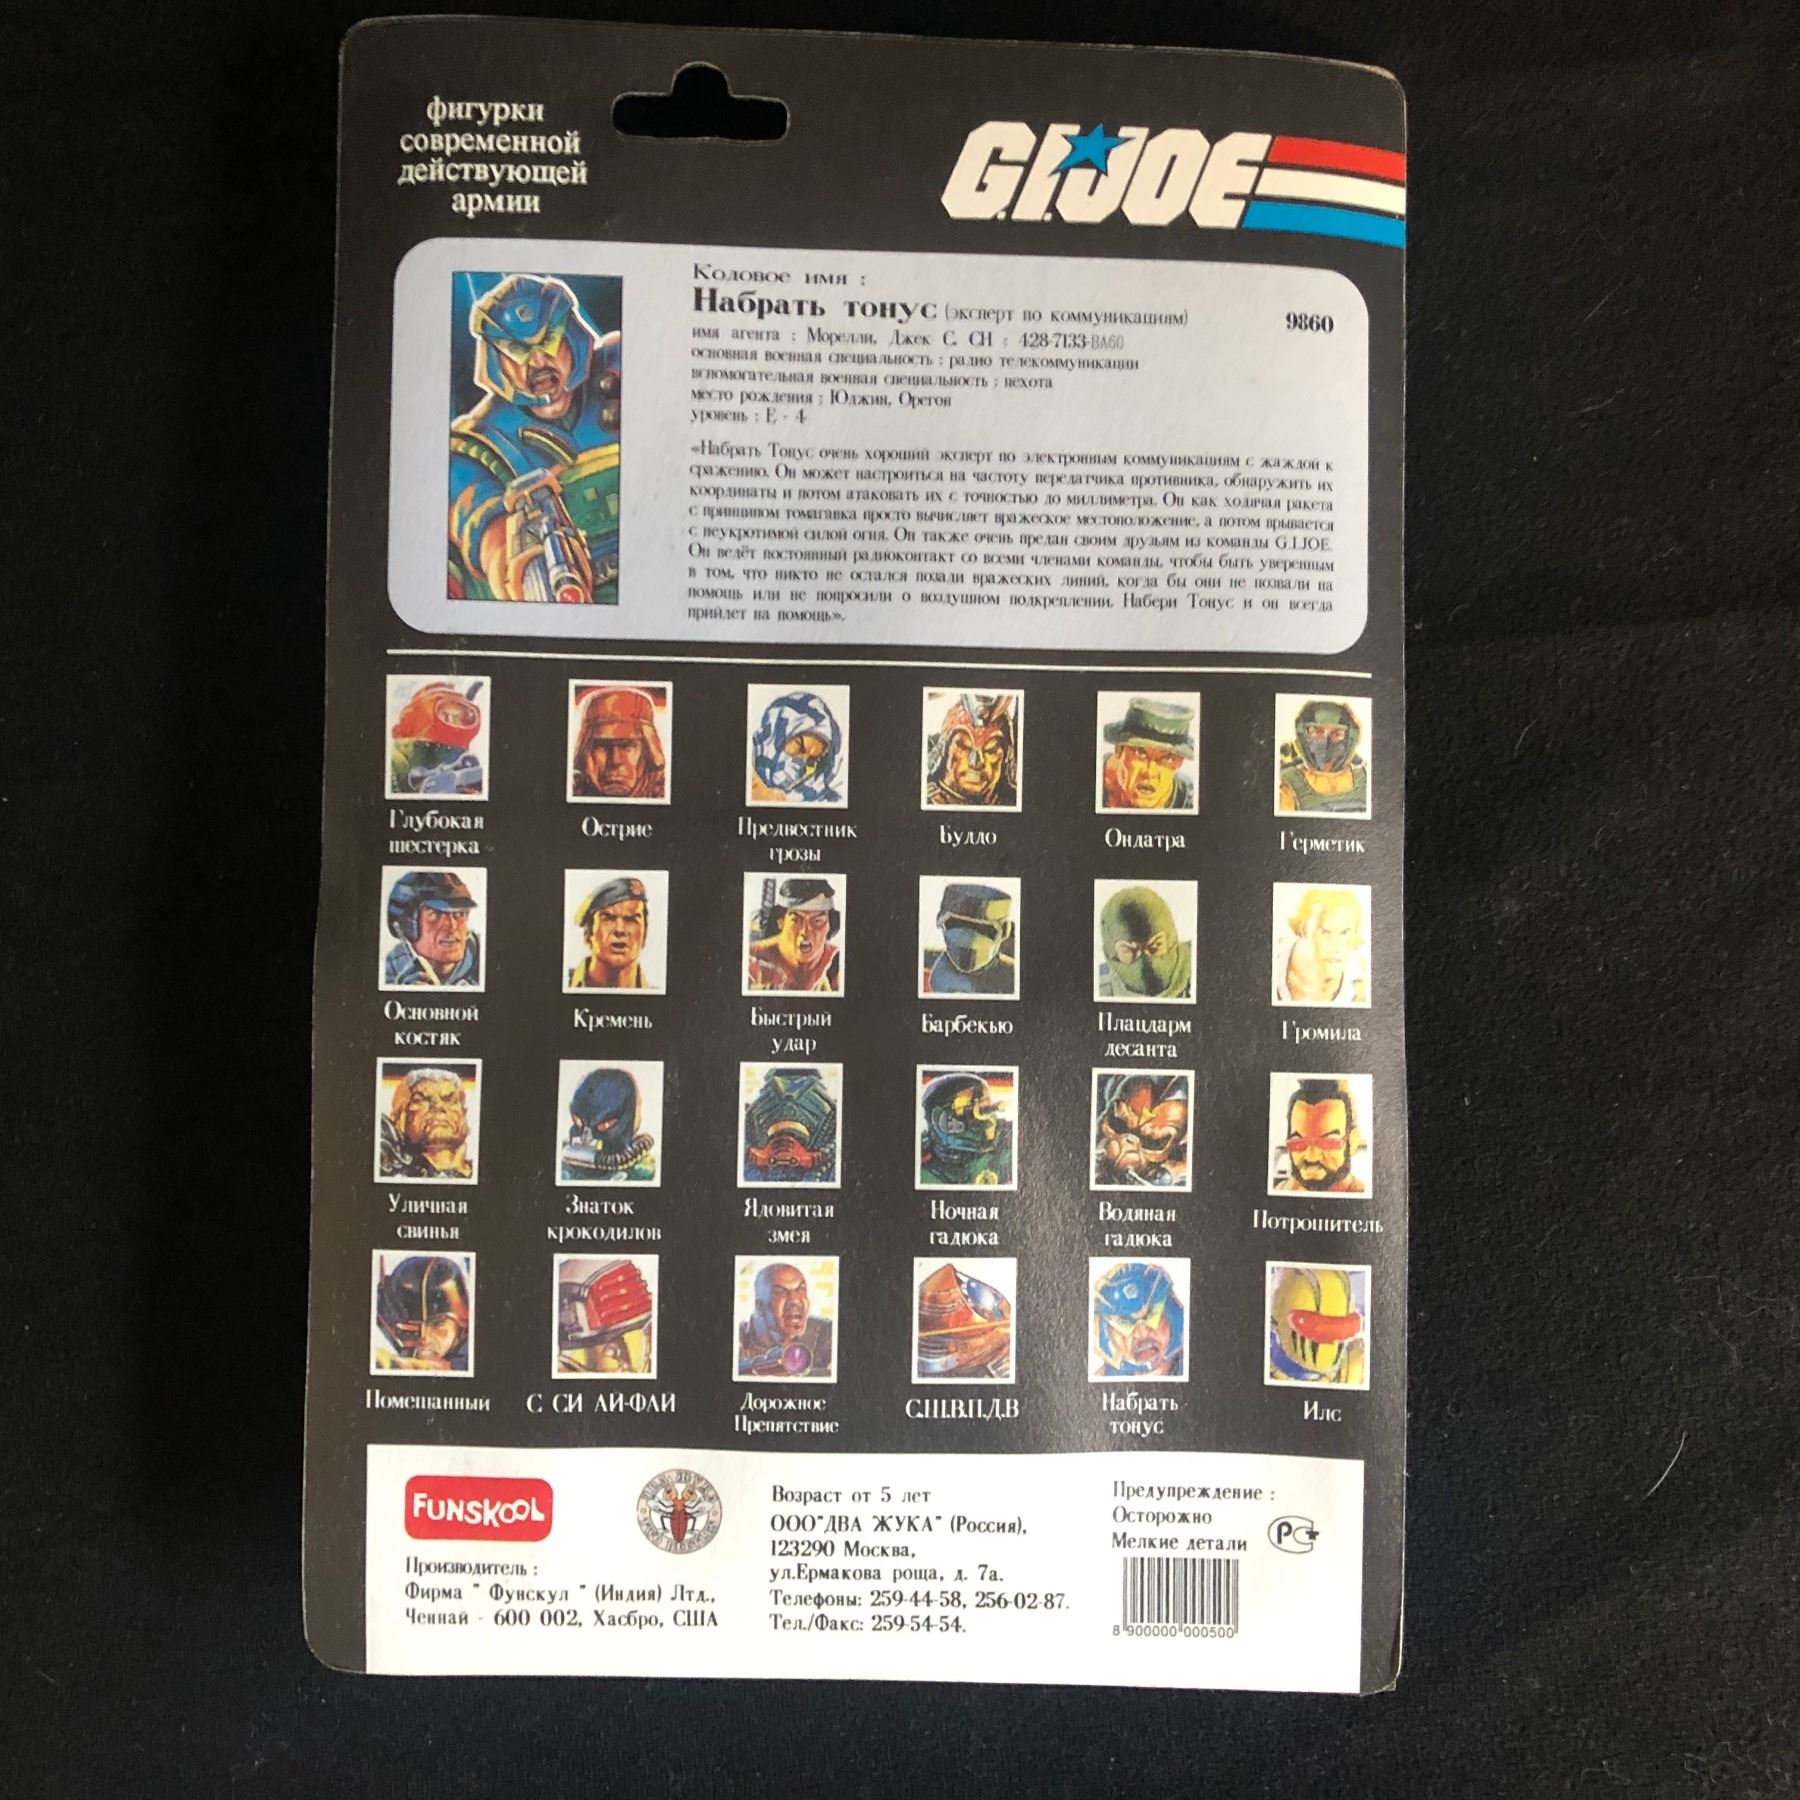 фигурки
современной
действующей
армии
G.I.JOE
Кодовое имя :
Набрать тонус (эксперт по коммуникациям)
9860
имя агента : Морелли, Джек С. СН : 428-7133-BA60
основная военная специальность : радио телекоммуникации
вспомогательная военная специальность : пехота
место рождения : Юджин, Орегон
уровень : Е - 4
«Набрать Тонус очень хороший эксперт по электронным коммуникациям с жаждой к
сражению. Он может настроиться на частоту передатчика противника, обнаружить их
координаты и потом атаковать их с точностью до миллиметра. Он как ходячая ракета
с принципом томагавка просто вычисляет вражеское местоположение, а потом врывается
с неукротимой силой огня. Он также очень предан своим друзьям из команды G.I.JOE.
Он ведёт постоянный радиоконтакт со всеми членами команды, чтобы быть уверенным
в том, что никто не остался позади вражеских линий, когда бы они не позвали на
помощь или не попросили о воздушном подкреплении. Набери Тонус и он всегда
прийдет на помощь».
Глубокая
шестерка
Острие
Предвестник
грозы
Будло
Ондатра
Герметик
Основной
костяк
Кремень
Быстрый
удар
Барбекью
Плацдарм
десанта
Громила
Уличная
свинья
Знаток
крокодилов
Ядовитая
змея
Ночная
гадюка
Водяная
гадюка
Потрошитель
Помешанный
С СИ АЙ-ФАЙ
Дорожное
Препятствие
С.Ш.В.П.Д.В
Набрать
тонус
Илс
FUNSKOOL
Производитель :
Фирма " Фунскул " (Индия) Лтд.,
Ченнай - 600 002, Хасбро, США
Возраст от 5 лет
ООО"ДВА ЖУКА" (Россия),
123290 Москва,
ул.Ермакова роща, д. 7а.
Телефоны: 259-44-58, 256-02-87.
Тел./Факс: 259-54-54.
Предупреждение :
Осторожно
Мелкие детали
РСТ
8 900000 000500